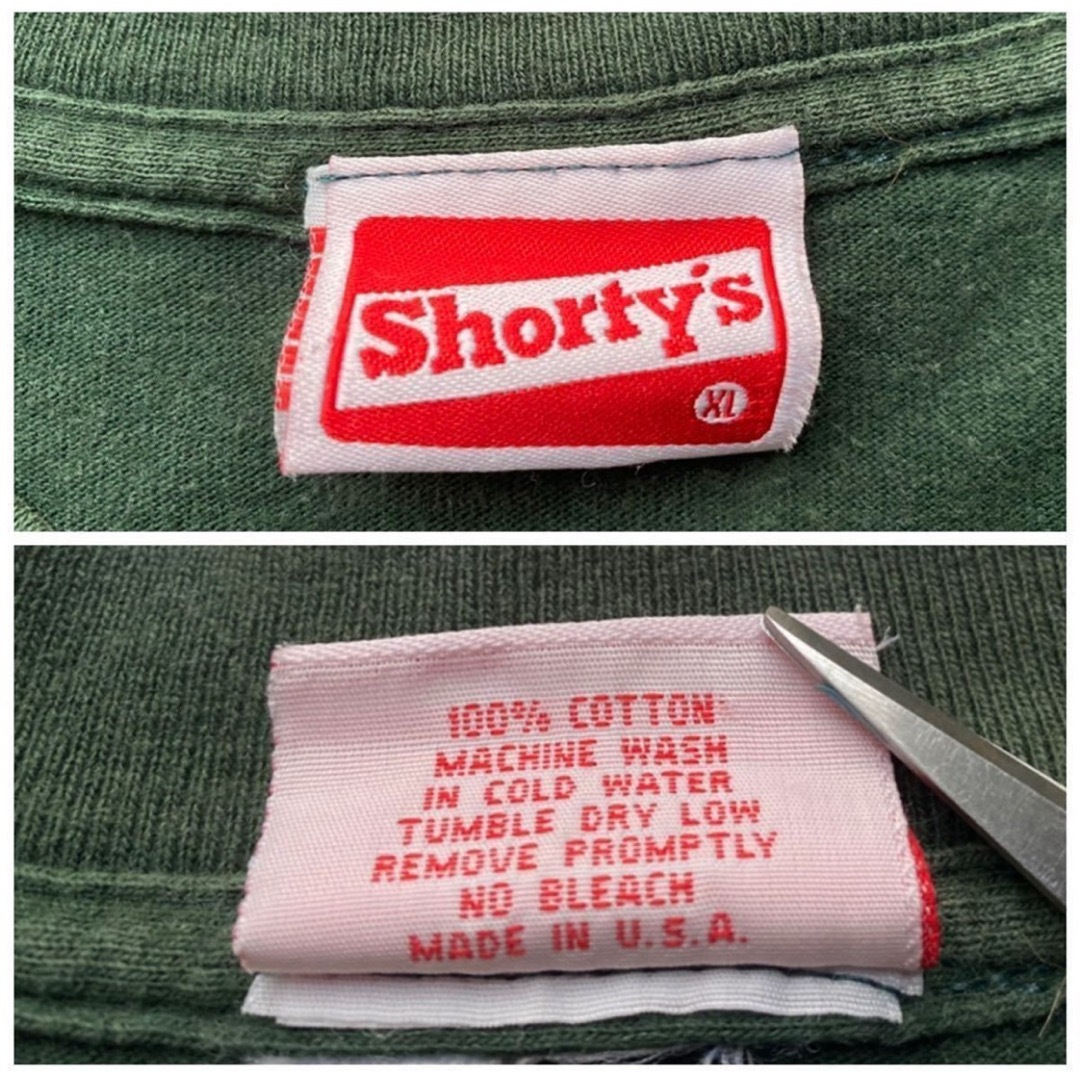 Shorty's
XL
100% COTTON
MACHINE WASH
IN COLD WATER
TUMBLE DRY LOW
REMOVE PROMPTLY
NO BLEACH
MADE IN U.S.A.